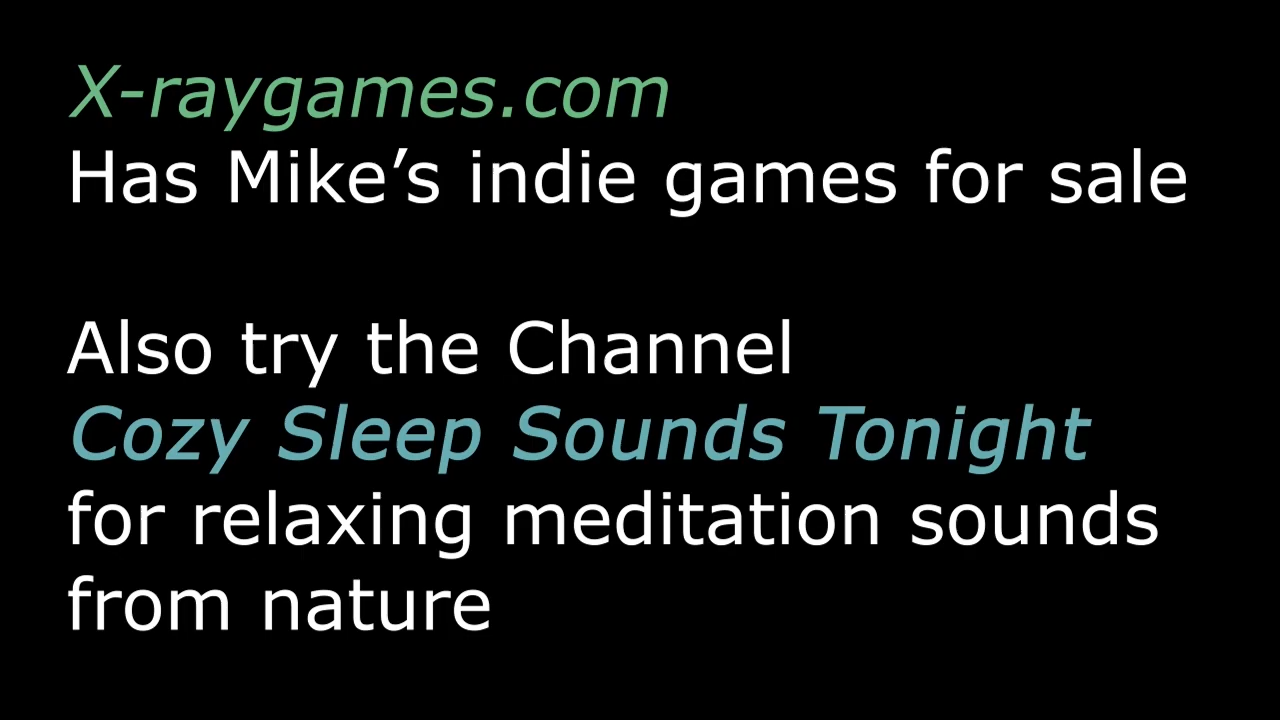 X-raygames.com
Has Mike’s indie games for sale
Also try the Channel
Cozy Sleep Sounds Tonight
for relaxing meditation sounds
from nature